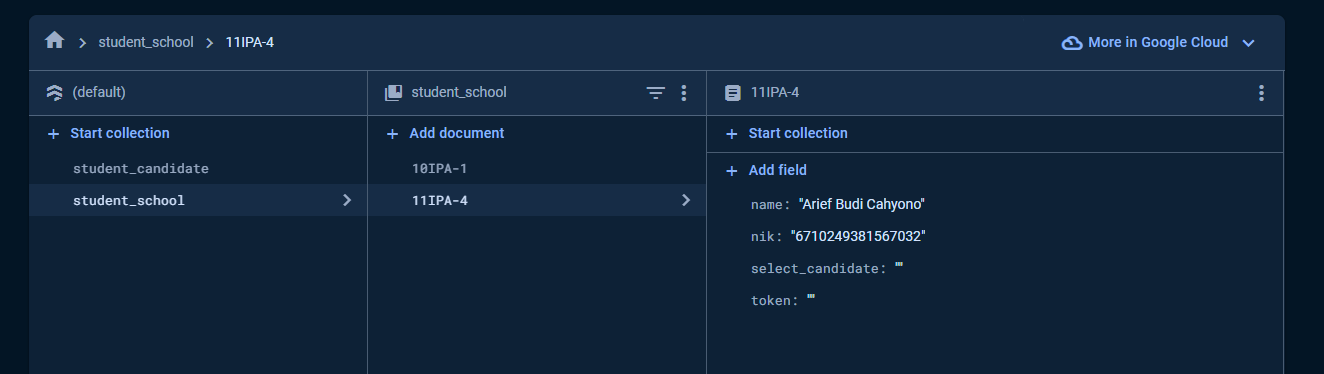 student_school > 11IPA-4
More in Google Cloud
(default)
student_school
11IPA-4
+ Start collection
+ Add document
+ Start collection
student_candidate
10IPA-1
+ Add field
student_school
11IPA-4
name: "Arief Budi Cahyono"
nik: "6710249381567032"
select_candidate: ""
token: ""